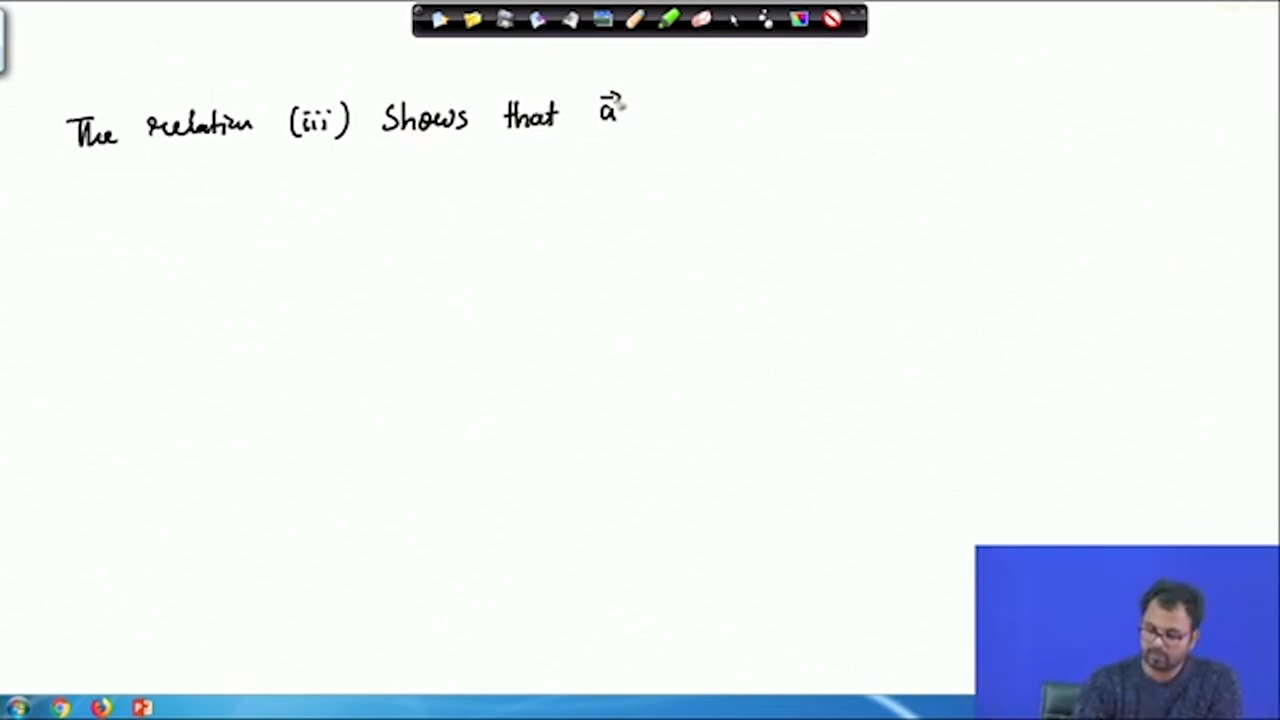 The relation (iii) Shows that a⃗